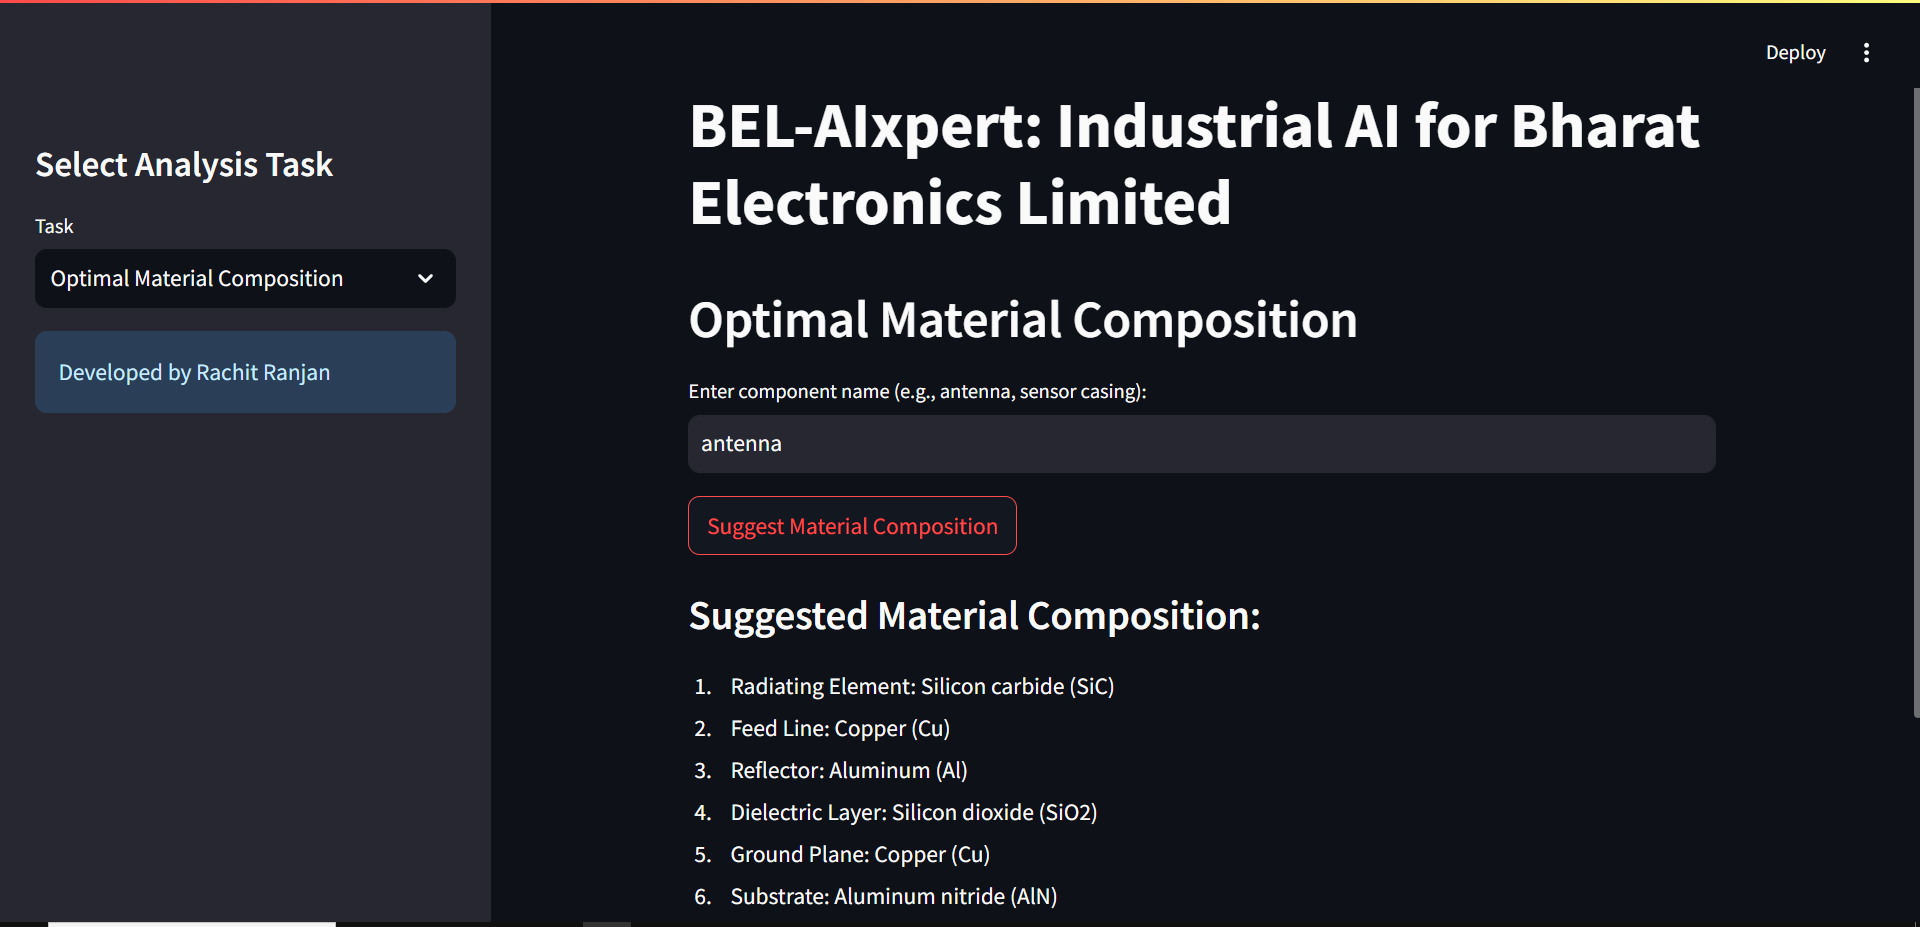 Deploy
Select Analysis Task
Task
Optimal Material Composition
Developed by Rachit Ranjan
BEL-AIxpert: Industrial AI for Bharat
Electronics Limited
Optimal Material Composition
Enter component name (e.g., antenna, sensor casing):
antenna
Suggest Material Composition
Suggested Material Composition:
1. Radiating Element: Silicon carbide (SiC)
2. Feed Line: Copper (Cu)
3. Reflector: Aluminum (Al)
4. Dielectric Layer: Silicon dioxide (SiO2)
5. Ground Plane: Copper (Cu)
6. Substrate: Aluminum nitride (AlN)